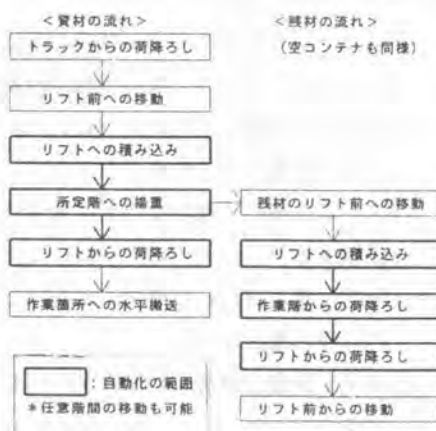 ＜資材の流れ＞
トラックからの荷降ろし
リフト前への移動
リフトへの積み込み
所定階への揚重
リフトからの荷降ろし
作業箇所への水平搬送
：自動化の範囲
＊任意階間の移動も可能
＜残材の流れ＞
（空コンテナも同様）
残材のリフト前への移動
リフトへの積み込み
作業階からの荷降ろし
リフトからの荷降ろし
リフト前からの移動